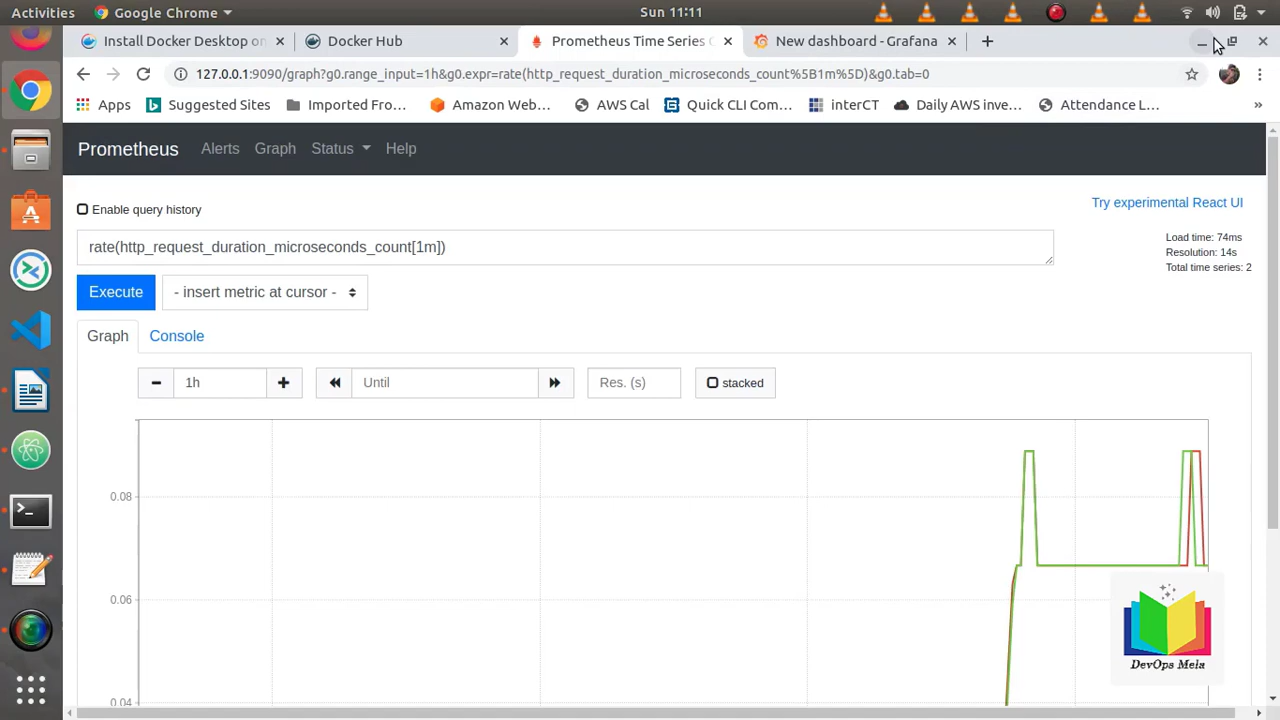 Activities
Google Chrome
Sun 11:11
Install Docker Desktop on
Docker Hub
Prometheus Time Series C
New dashboard - Grafana
127.0.0.1:9090/graph?g0.range_input=1h&g0.expr=rate(http_request_duration_microseconds_count%5B1m%5D)&g0.tab=0
Apps
Suggested Sites
Imported Fro...
Amazon Web...
AWS Cal
Quick CLI Com...
interCT
Daily AWS inve...
Attendance L...
»
Prometheus
Alerts
Graph
Status
Help
Enable query history
Try experimental React UI
rate(http_request_duration_microseconds_count[1m])
Load time: 74ms
Resolution: 14s
Total time series: 2
Execute
- insert metric at cursor -
Graph
Console
1h
Until
Res. (s)
stacked
0.08
0.06
0.04
DevOps Mela